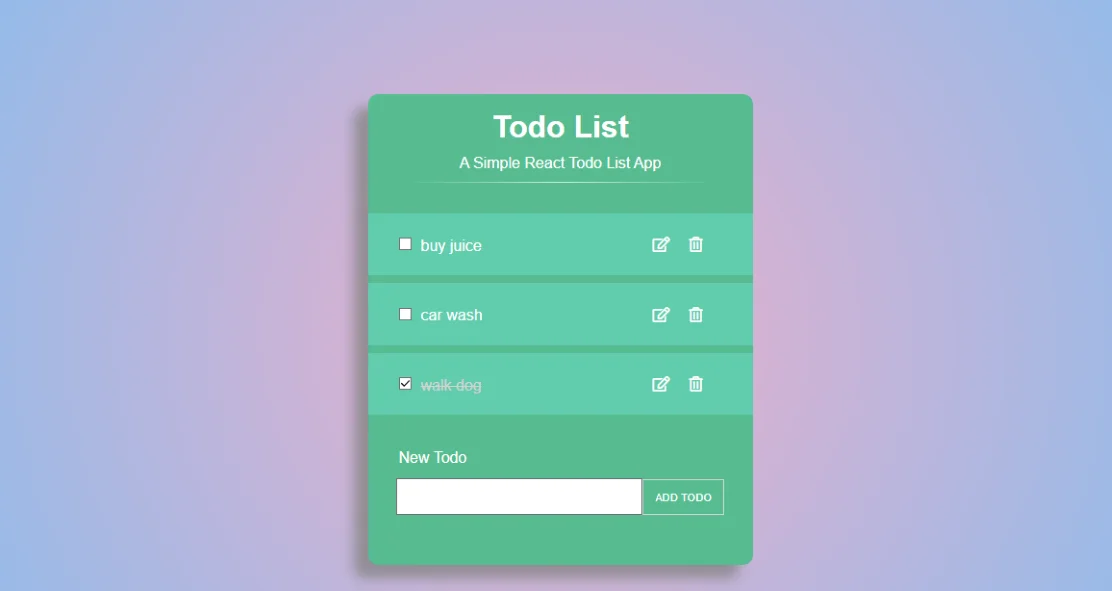 Todo List
A Simple React Todo List App
buy juice
car wash
walk dog
New Todo
ADD TODO